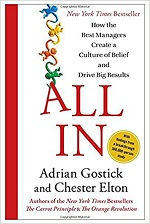 New York Times Bestseller
How the
Best Managers
Create a
Culture of Belief
and
Drive Big Results
ALL
IN
Adrian Gostick
and Chester Elton
Authors of the New York Times Bestsellers
The Carrot Principle & The Orange Revolution